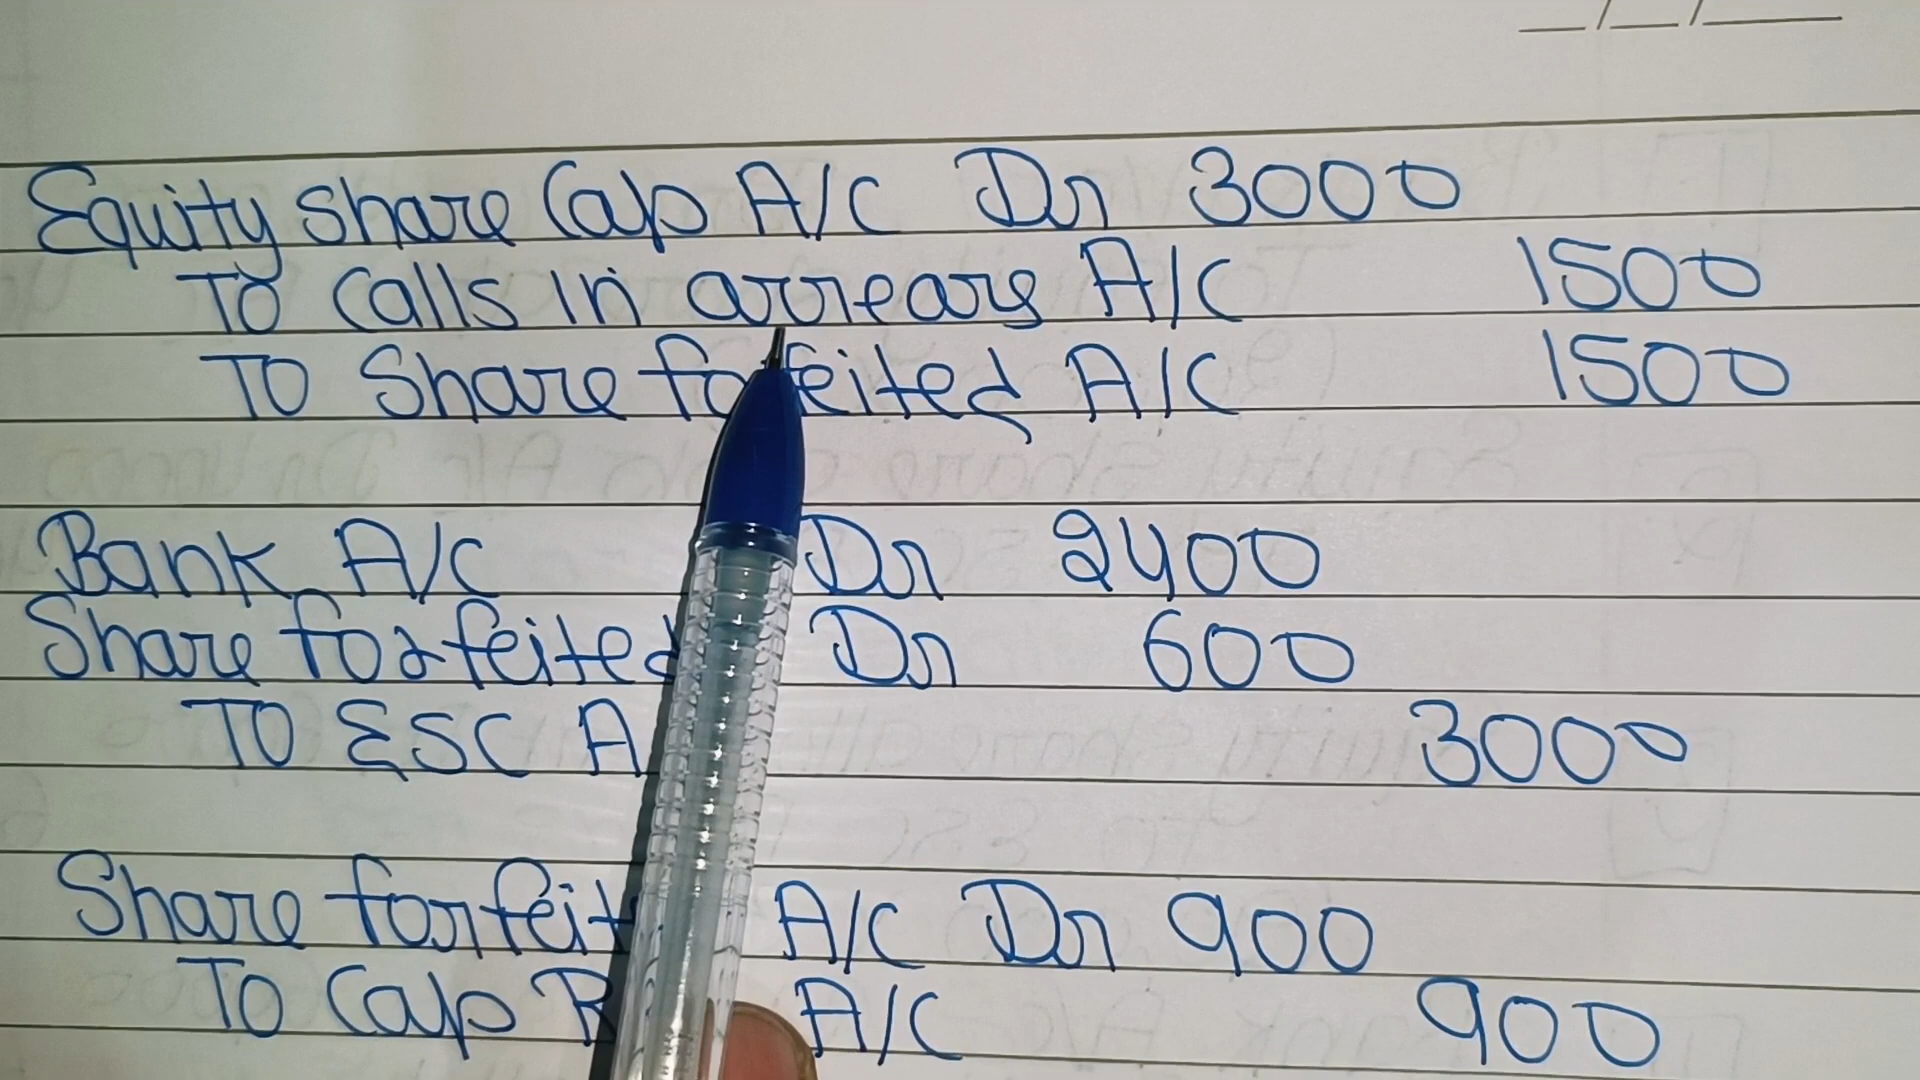 Equity share Cap A/C Dr 3000
To Calls in arrears A/C 1500
To Share forfeited A/C 1500
Bank A/C Dr 2400
Share forfeited Dr 600
To ESC A 3000
Share forfeit A/C Dr 900
To Cap R A/C 900